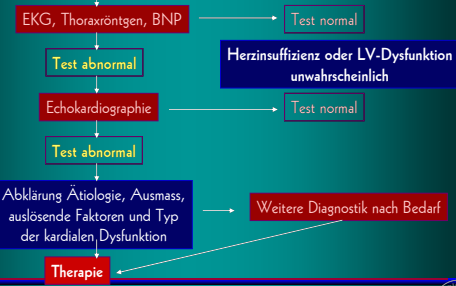 EKG, Thoraxröntgen, BNP
Test normal
Test abnormal
Herzinsuffizienz oder LV-Dysfunktion
unwahrscheinlich
Echokardiographie
Test normal
Test abnormal
Abklärung Ätiologie, Ausmass,
auslösende Faktoren und Typ
der kardialen Dysfunktion
Weitere Diagnostik nach Bedarf
Therapie